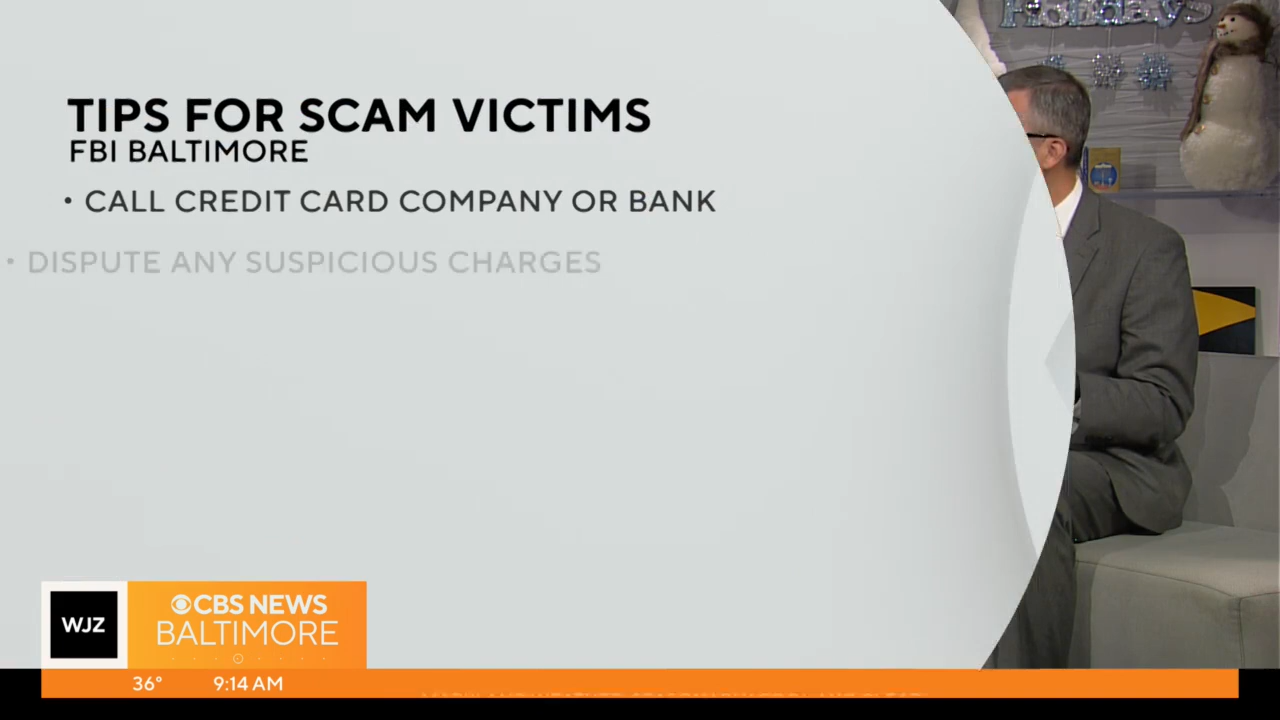 Holidays
TIPS FOR SCAM VICTIMS
FBI BALTIMORE
• CALL CREDIT CARD COMPANY OR BANK
• DISPUTE ANY SUSPICIOUS CHARGES
WJZ
CBS NEWS
BALTIMORE
36° 9:14 AM